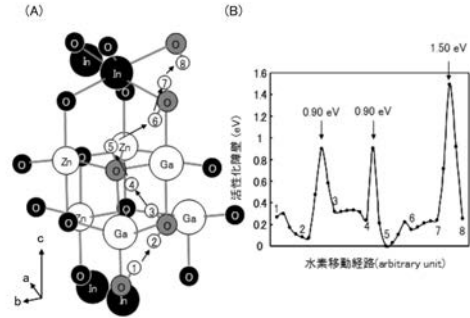 (A)
(B)
O
O
O
In
8
7
In
O
O
O
6
Zn
5
O
Zn
O
Ga
O
O
4
Zn
O
3
Ga
O
Ga
O
O
2
1
O
O
In
In
c
a
b
1.50 eV
0.90 eV
0.90 eV
活性化障壁 (eV)
1.6
1.4
1.2
1
0.8
0.6
0.4
0.2
0
1
2
3
4
5
6
7
8
水素移動経路(arbitrary unit)